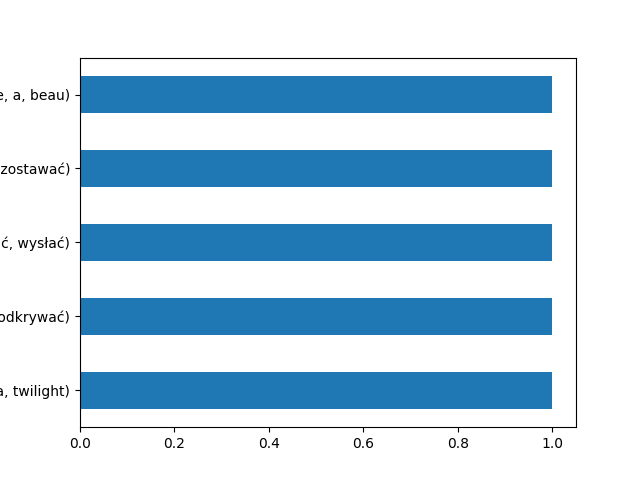 e, a, beau)
zostawać)
ć, wysłać)
odkrywać)
a, twilight)
0.0 0.2 0.4 0.6 0.8 1.0